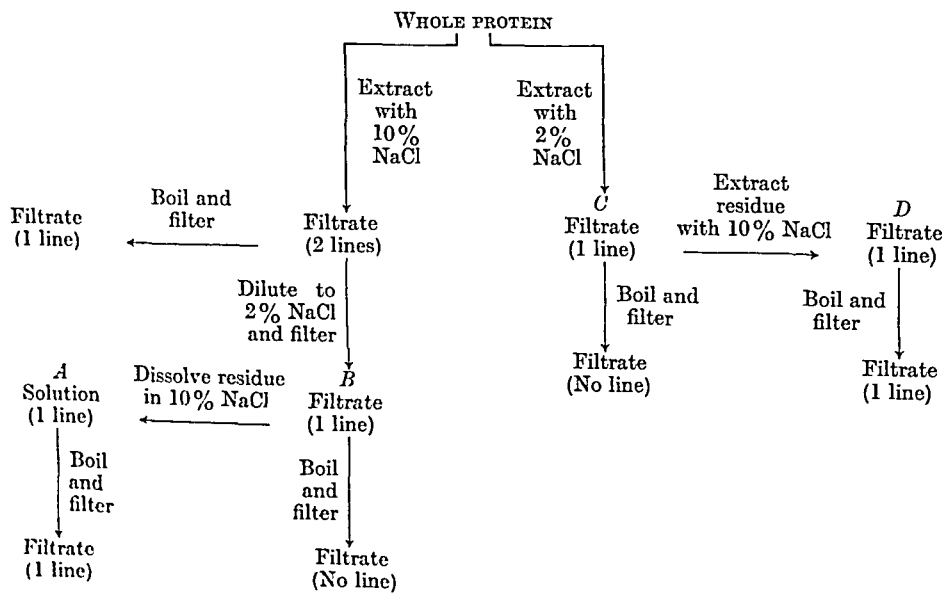 WHOLE PROTEIN
Extract
with
10%
NaCl
Extract
with
2%
NaCl
Boil and
filter
Filtrate
(1 line)
Filtrate
(2 lines)
C
Filtrate
(1 line)
Extract
residue
with 10% NaCl
D
Filtrate
(1 line)
Dilute to
2% NaCl
and filter
Boil and
filter
Boil and
filter
Filtrate
(No line)
Filtrate
(1 line)
A
Solution
(1 line)
Dissolve residue
in 10% NaCl
B
Filtrate
(1 line)
Boil
and
filter
Boil
and
filter
Filtrate
(1 line)
Filtrate
(No line)